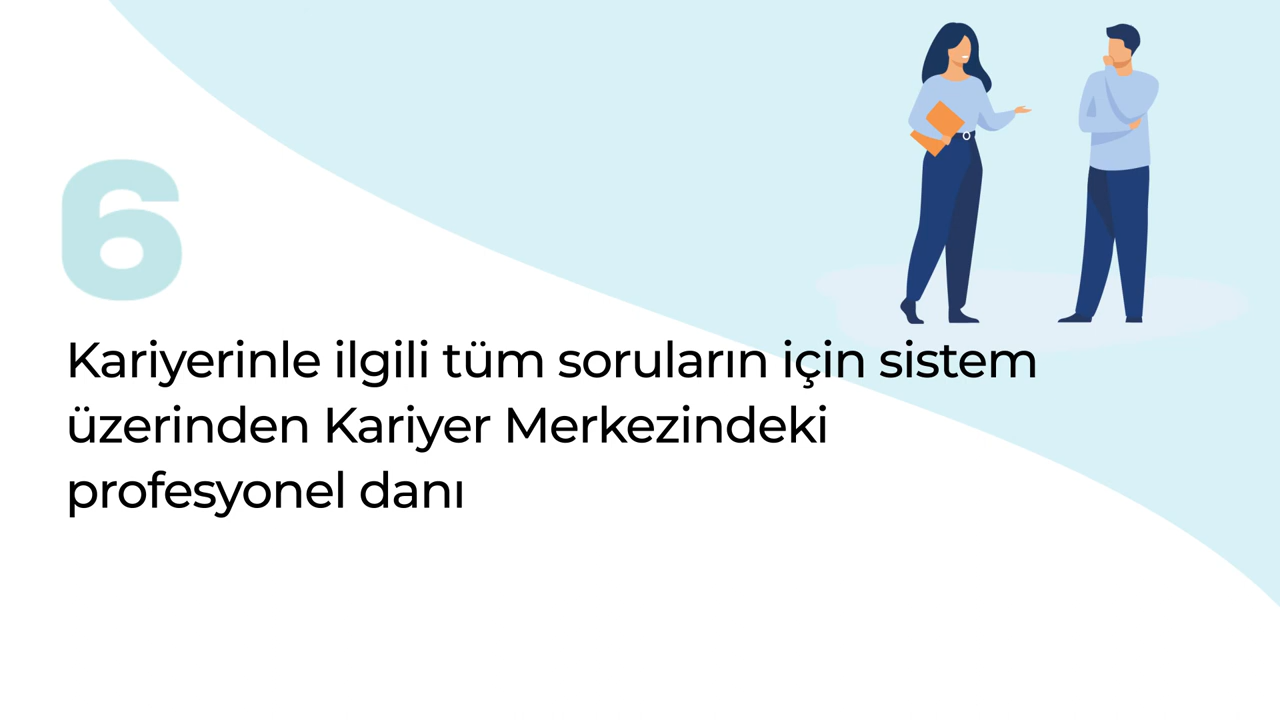 6
Kariyerinle ilgili tüm soruların için sistem
üzerinden Kariyer Merkezindeki
profesyonel danı